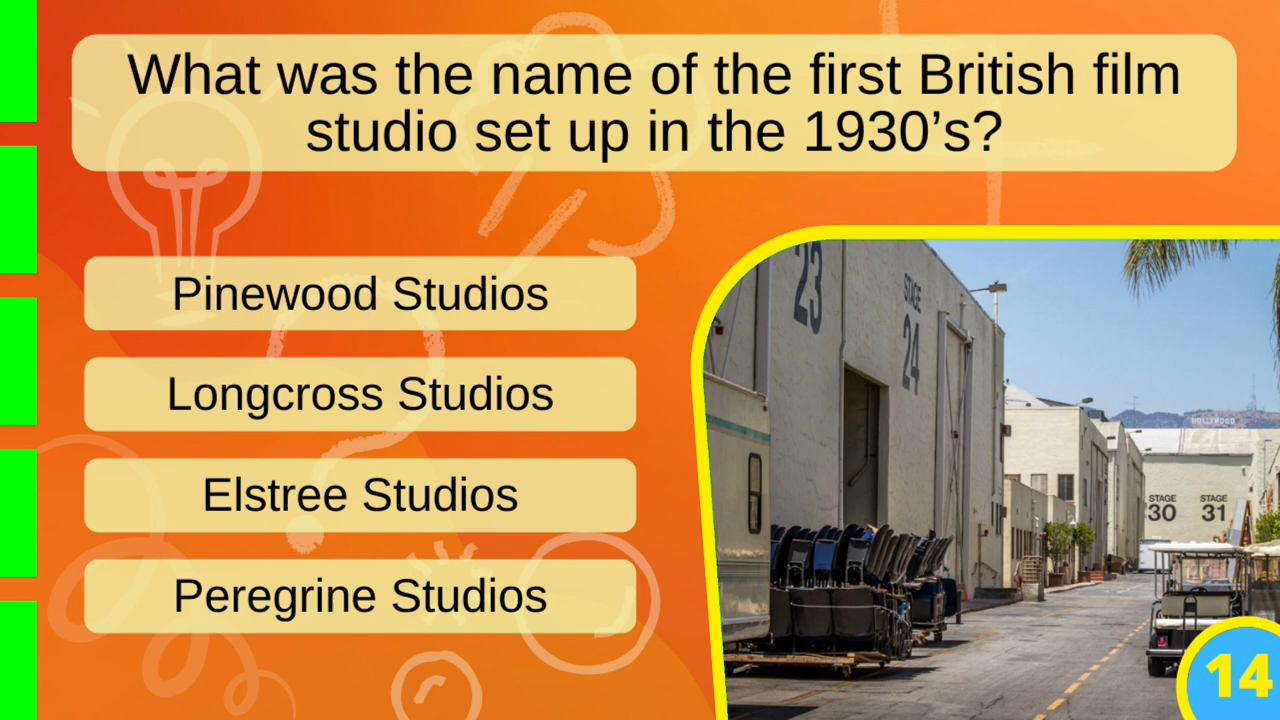 What was the name of the first British film
studio set up in the 1930’s?
Pinewood Studios
Longcross Studios
Elstree Studios
Peregrine Studios
23
STAGE
24
HOLLYWOOD
STAGE STAGE
30 31
14